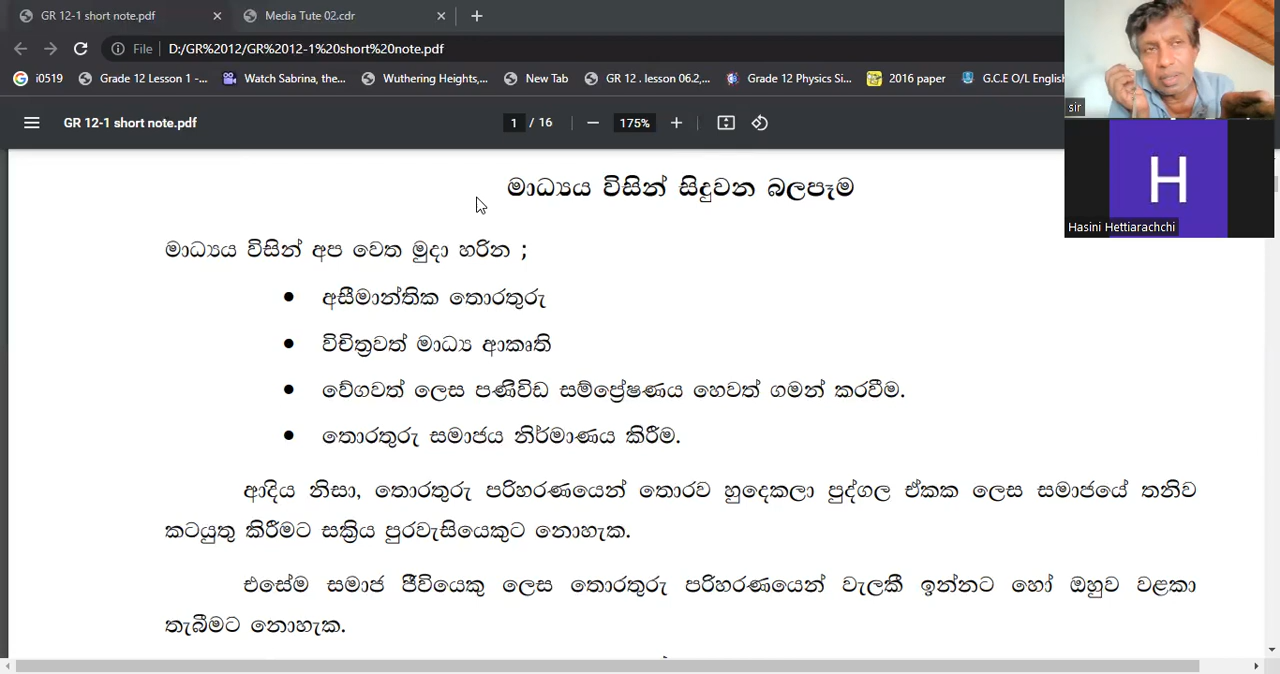 GR 12-1 short note.pdf
Media Tute 02.cdr
File D:/GR%2012/GR%2012-1%20short%20note.pdf
i0519 Grade 12 Lesson 1 -... Watch Sabrina, the... Wuthering Heights,... New Tab GR 12 . lesson 06.2,... Grade 12 Physics Si... 2016 paper G.C.E O/L English
GR 12-1 short note.pdf 1 / 16 175%
sir
H
Hasini Hettiarachchi
මාධ්‍යය විසින් සිදුවන බලපෑම
මාධ්‍යය විසින් අප වෙත මුදා හරින ;
● අසීමාන්තික තොරතුරු
● විචිත්‍රවත් මාධ්‍ය ආකෘති
● වේගවත් ලෙස පණිවිඩ සම්ප්‍රේෂණය හෙවත් ගමන් කරවීම.
● තොරතුරු සමාජය නිර්මාණය කිරීම.
ආදිය නිසා, තොරතුරු පරිහරණයෙන් තොරව හුදෙකලා පුද්ගල ඒකක ලෙස සමාජයේ තනිව
කටයුතු කිරීමට සක්‍රිය පුරවැසියෙකුට නොහැක.
එසේම සමාජ ජීවියෙකු ලෙස තොරතුරු පරිහරණයෙන් වැලකී ඉන්නට හෝ ඔහුව වළකා
තැබීමට නොහැක.